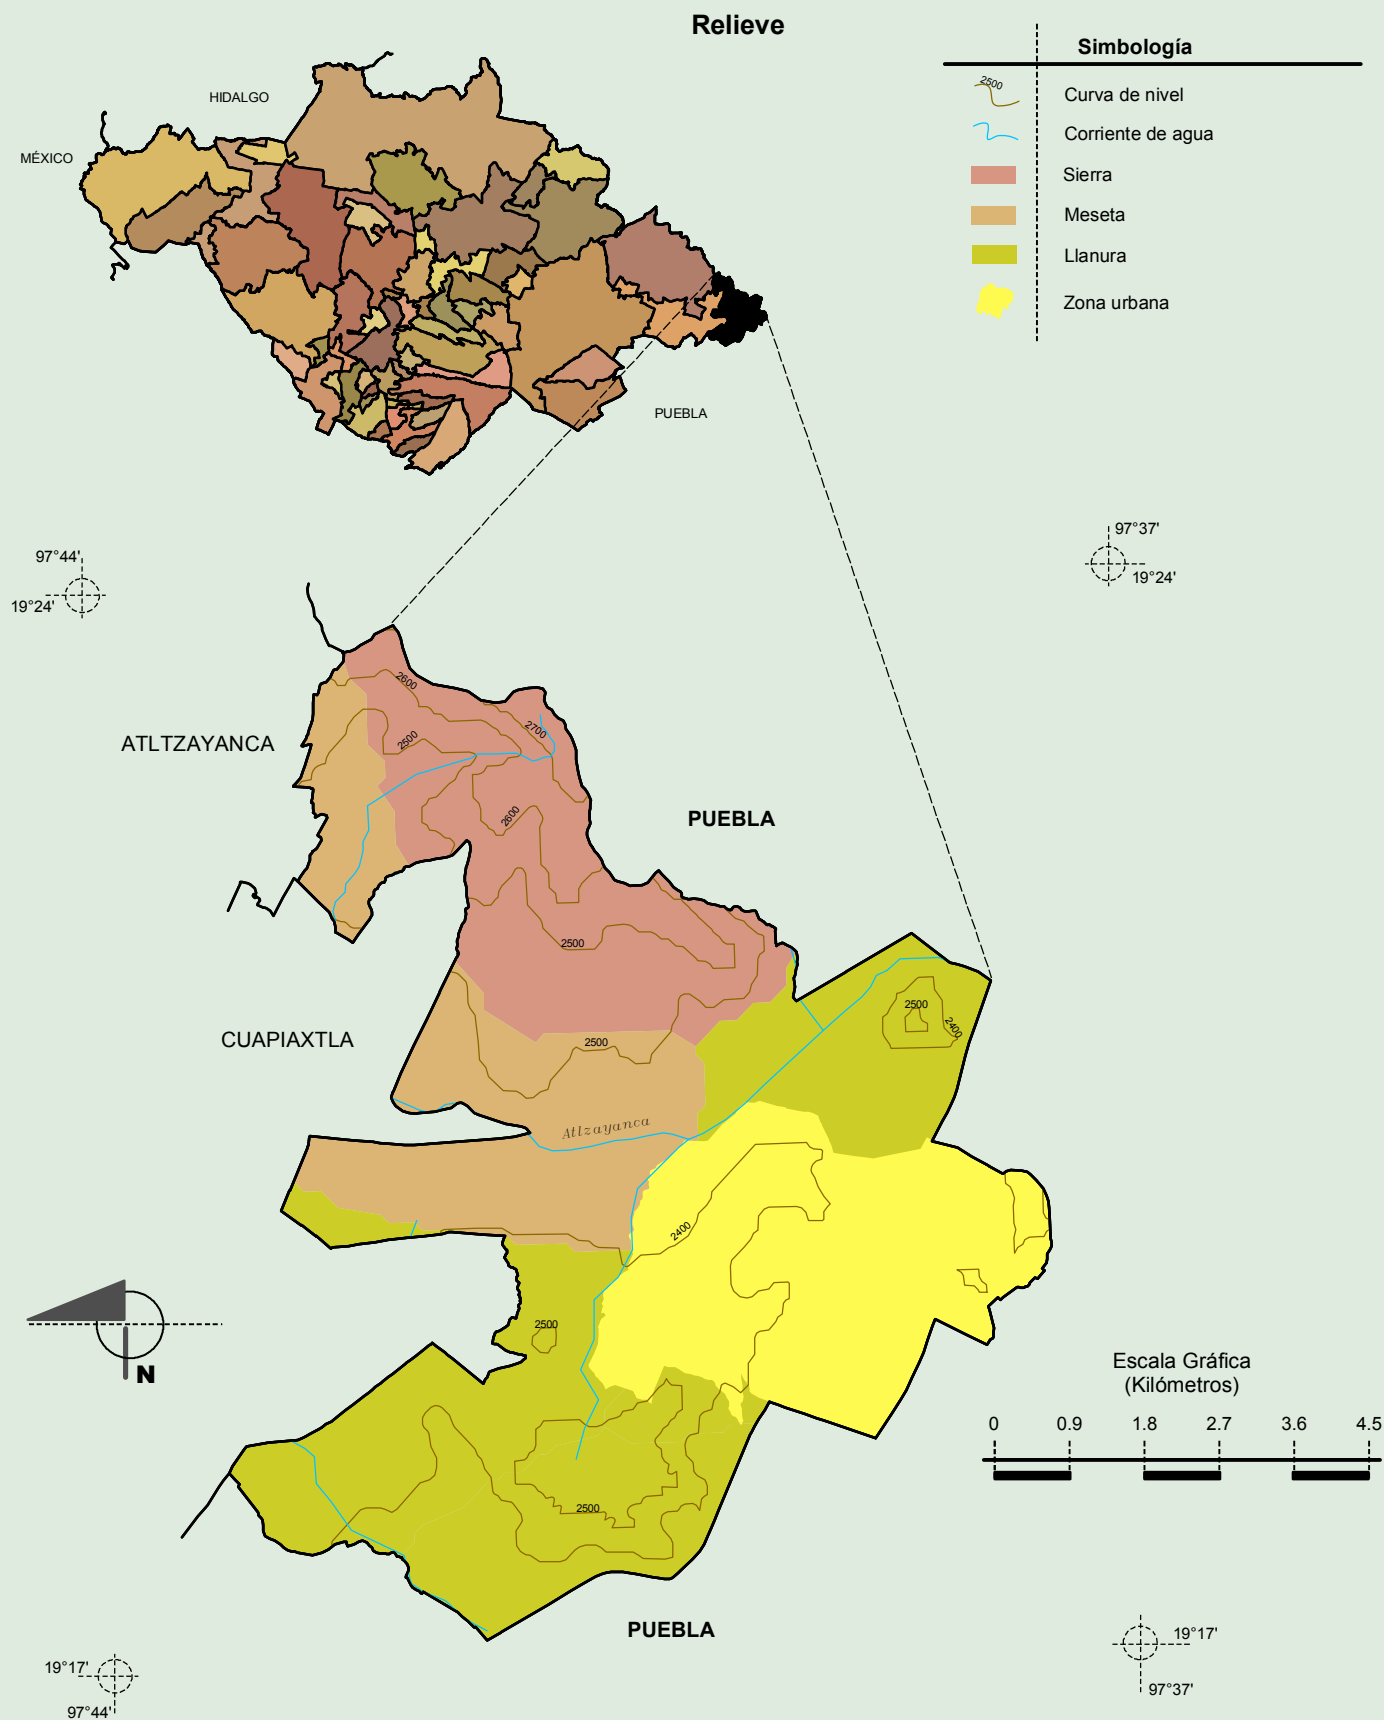 Relieve
Simbología
2500
Curva de nivel
Corriente de agua
Sierra
Meseta
Llanura
Zona urbana
HIDALGO
MÉXICO
PUEBLA
97°44'
19°24'
97°37'
19°24'
2600
2500
2700
2600
ATLTZAYANCA
PUEBLA
2500
2500
2400
CUAPIAXTLA
2500
Atlzayanca
2400
2500
N
Escala Gráfica
(Kilómetros)
0 0.9 1.8 2.7 3.6 4.5
2500
PUEBLA
19°17'
97°44'
19°17'
97°37'